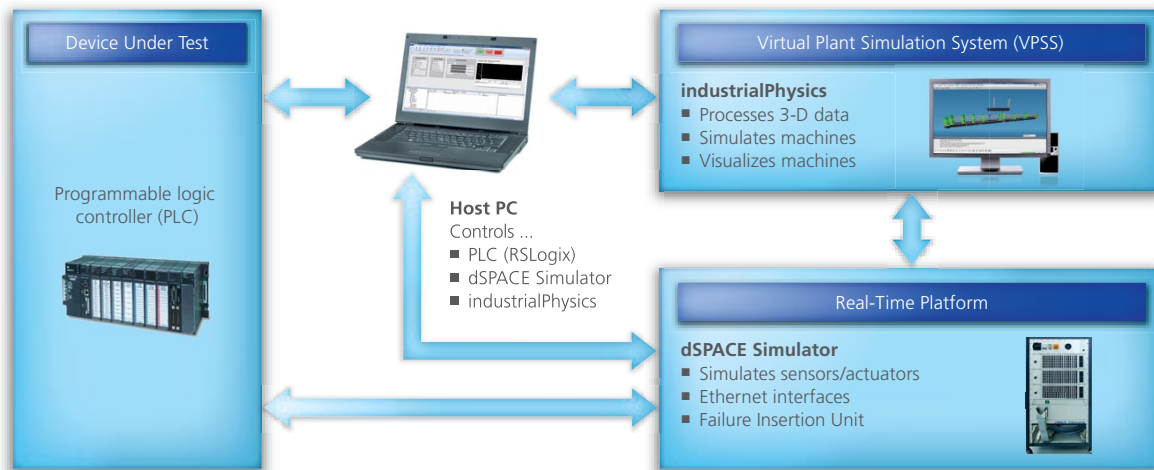 Device Under Test
Programmable logic
controller (PLC)
Host PC
Controls ...
■ PLC (RSLogix)
■ dSPACE Simulator
■ industrialPhysics
Virtual Plant Simulation System (VPSS)
industrialPhysics
■ Processes 3-D data
■ Simulates machines
■ Visualizes machines
Real-Time Platform
dSPACE Simulator
■ Simulates sensors/actuators
■ Ethernet interfaces
■ Failure Insertion Unit